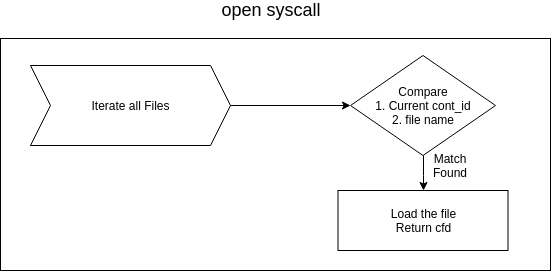 open syscall
Iterate all Files
Compare
1. Current cont_id
2. file name
Match
Found
Load the file
Return cfd